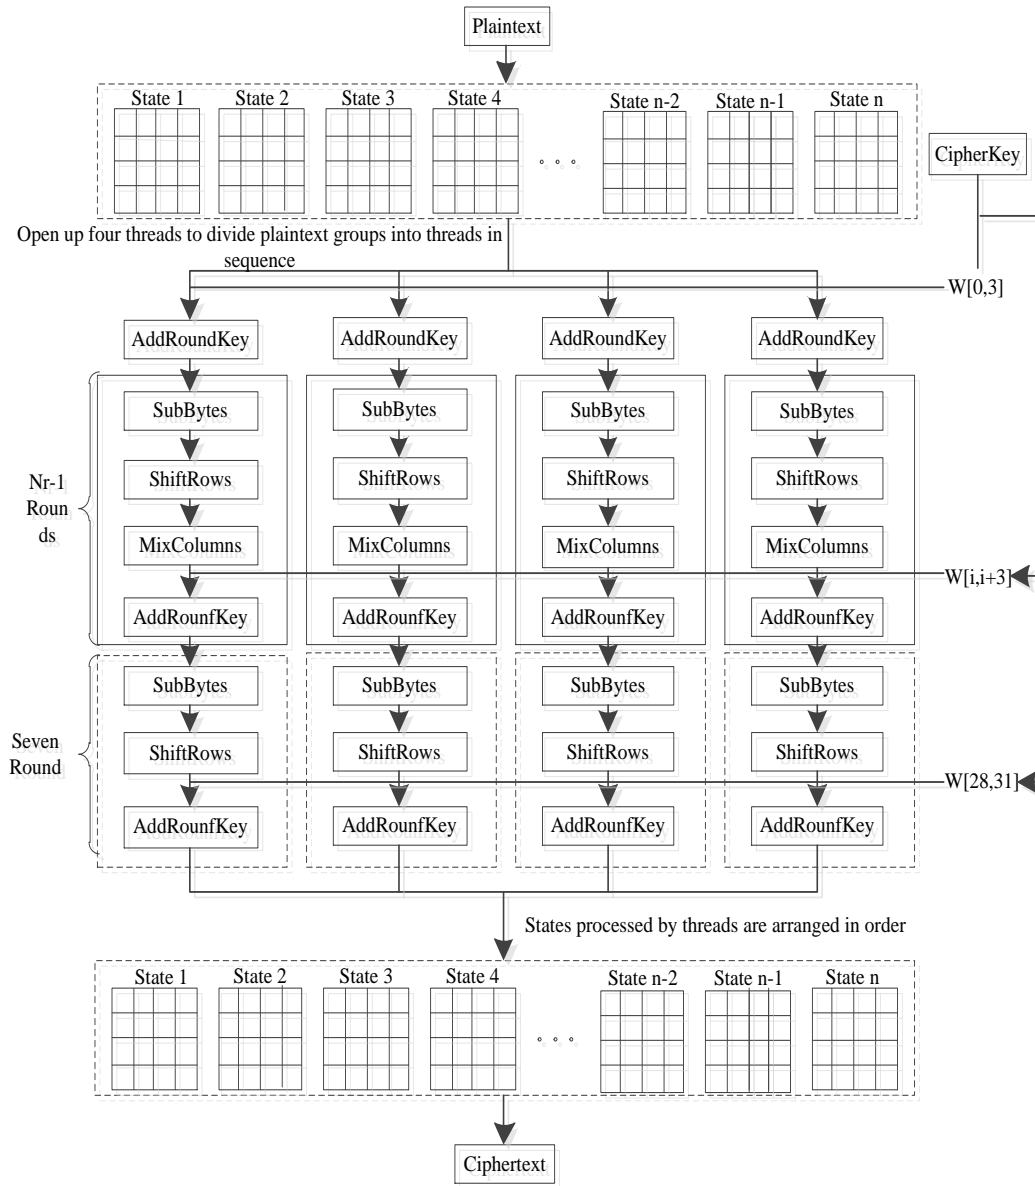 Plaintext
State 1 State 2 State 3 State 4 State n-2 State n-1 State n
CipherKey
Open up four threads to divide plaintext groups into threads in
sequence
W[0,3]
AddRoundKey AddRoundKey AddRoundKey AddRoundKey
SubBytes SubBytes SubBytes SubBytes
ShiftRows ShiftRows ShiftRows ShiftRows
Nr-1
Roun
ds
MixColumns MixColumns MixColumns MixColumns
W[i,i+3]
AddRounfKey AddRounfKey AddRounfKey AddRounfKey
SubBytes SubBytes SubBytes SubBytes
Seven
Round
ShiftRows ShiftRows ShiftRows ShiftRows
W[28,31]
AddRounfKey AddRounfKey AddRounfKey AddRounfKey
States processed by threads are arranged in order
State 1 State 2 State 3 State 4 State n-2 State n-1 State n
Ciphertext